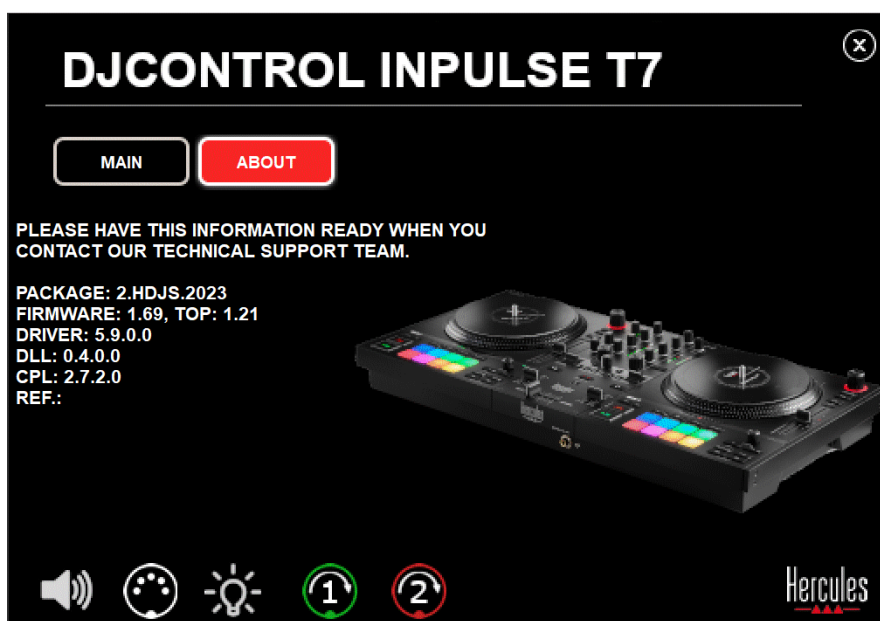 DJCONTROL INPULSE T7
MAIN
ABOUT
PLEASE HAVE THIS INFORMATION READY WHEN YOU
CONTACT OUR TECHNICAL SUPPORT TEAM.
PACKAGE: 2.HDJS.2023
FIRMWARE: 1.69, TOP: 1.21
DRIVER: 5.9.0.0
DLL: 0.4.0.0
CPL: 2.7.2.0
REF.:
1
2
Hercules